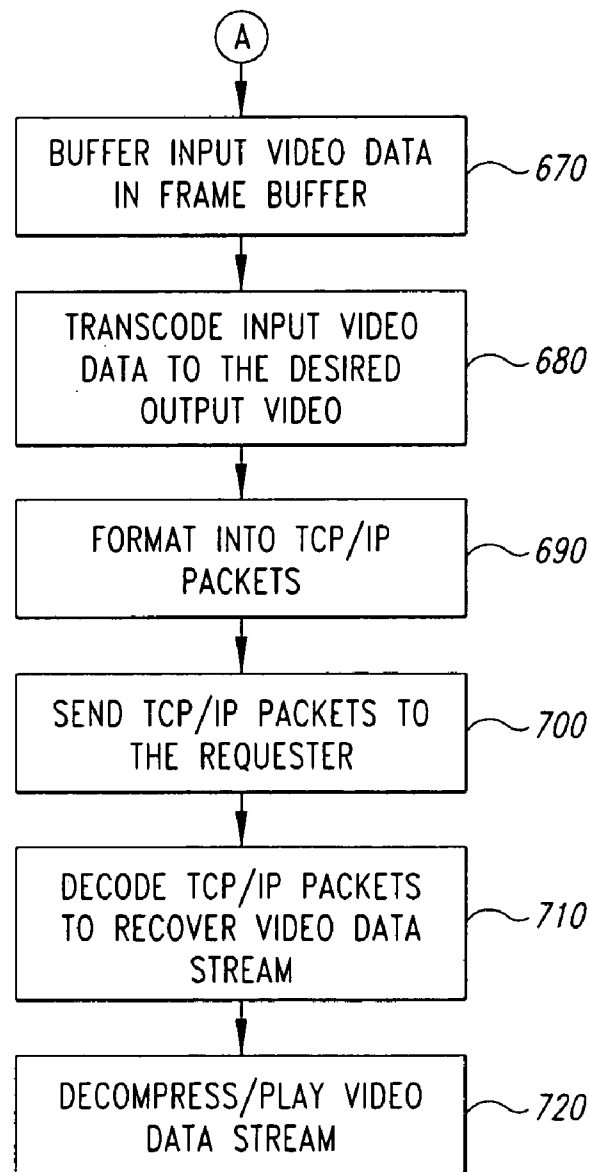 A
BUFFER INPUT VIDEO DATA
IN FRAME BUFFER
670
TRANSCODE INPUT VIDEO
DATA TO THE DESIRED
OUTPUT VIDEO
680
FORMAT INTO TCP/IP
PACKETS
690
SEND TCP/IP PACKETS TO
THE REQUESTER
700
DECODE TCP/IP PACKETS
TO RECOVER VIDEO DATA
STREAM
710
DECOMPRESS/PLAY VIDEO
DATA STREAM
720